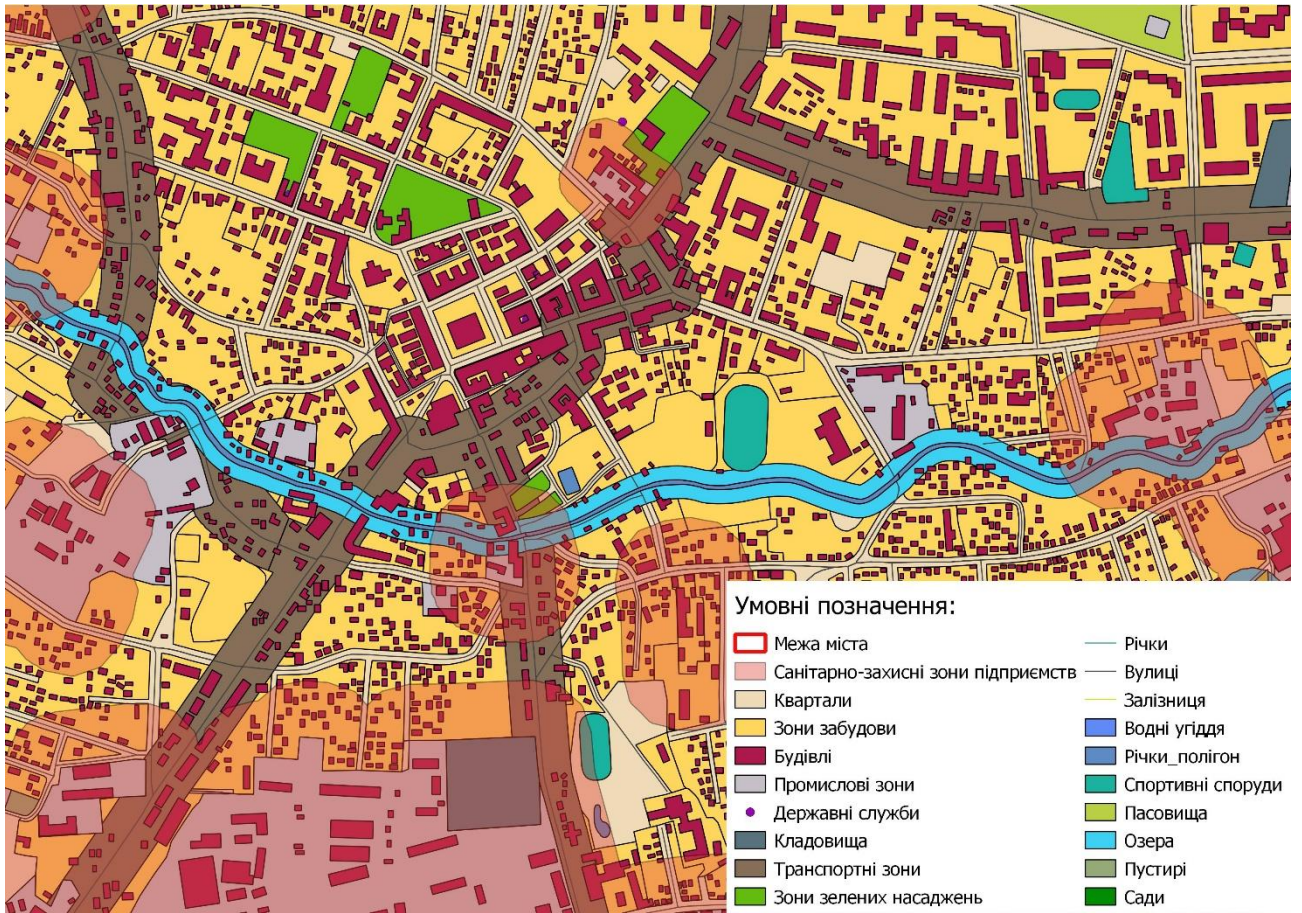 Умовні позначення:
Межа міста
Санітарно-захисні зони підприємств
Квартали
Зони забудови
Будівлі
Промислові зони
Державні служби
Кладовища
Транспортні зони
Зони зелених насаджень
Річки
Вулиці
Залізниця
Водні угіддя
Річки_полігон
Спортивні споруди
Пасовища
Озера
Пустирі
Сади